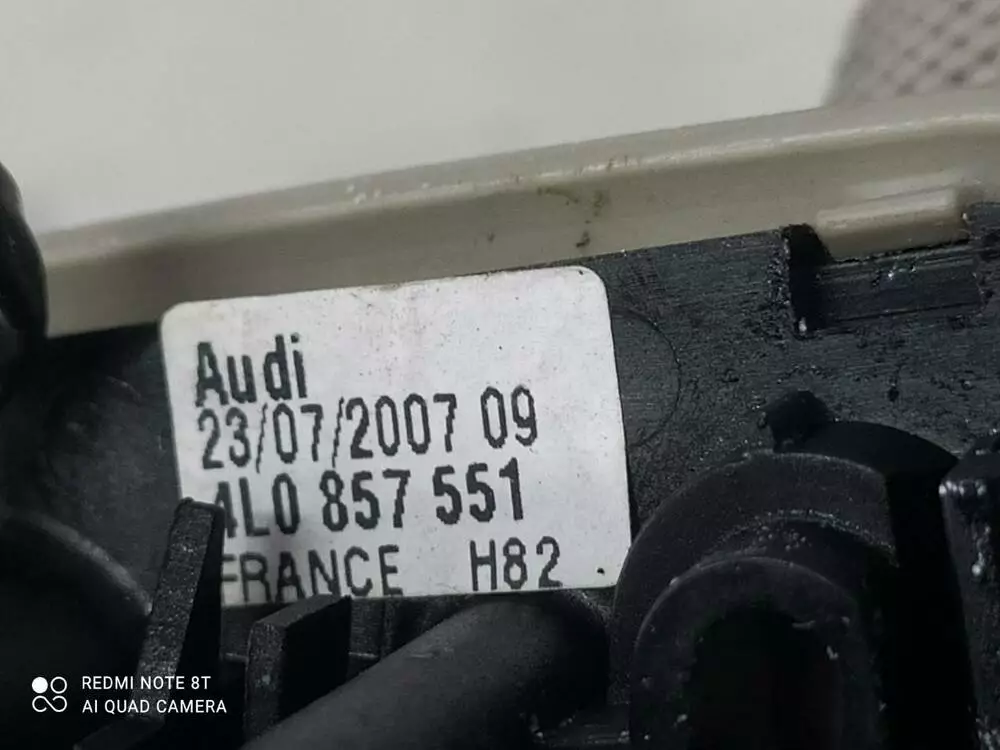 Audi
23/07/2007 09
4L0 857 551
FRANCE H82
REDMI NOTE 8T
AI QUAD CAMERA